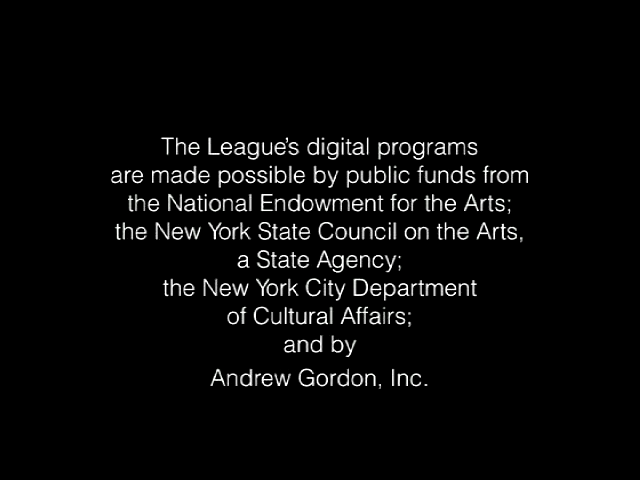 The League's digital programs
are made possible by public funds from
the National Endowment for the Arts;
the New York State Council on the Arts,
a State Agency;
the New York City Department
of Cultural Affairs;
and by
Andrew Gordon, Inc.